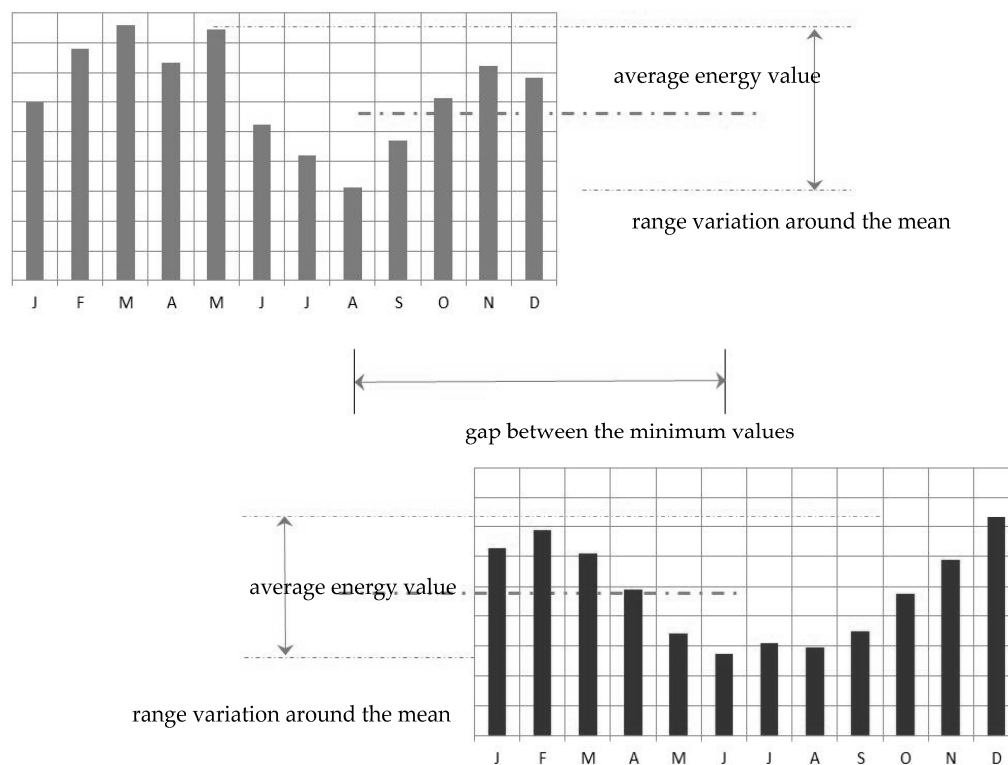 average energy value
range variation around the mean
J F M A M J J A S O N D
gap between the minimum values
average energy value
range variation around the mean
J F M A M J J A S O N D